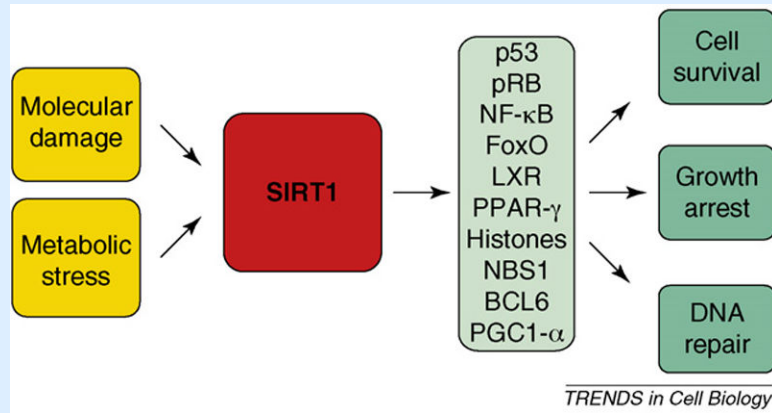 Molecular
damage
Metabolic
stress
SIRT1
p53
pRB
NF-κB
FoxO
LXR
PPAR-γ
Histones
NBS1
BCL6
PGC1-α
Cell
survival
Growth
arrest
DNA
repair
TRENDS in Cell Biology